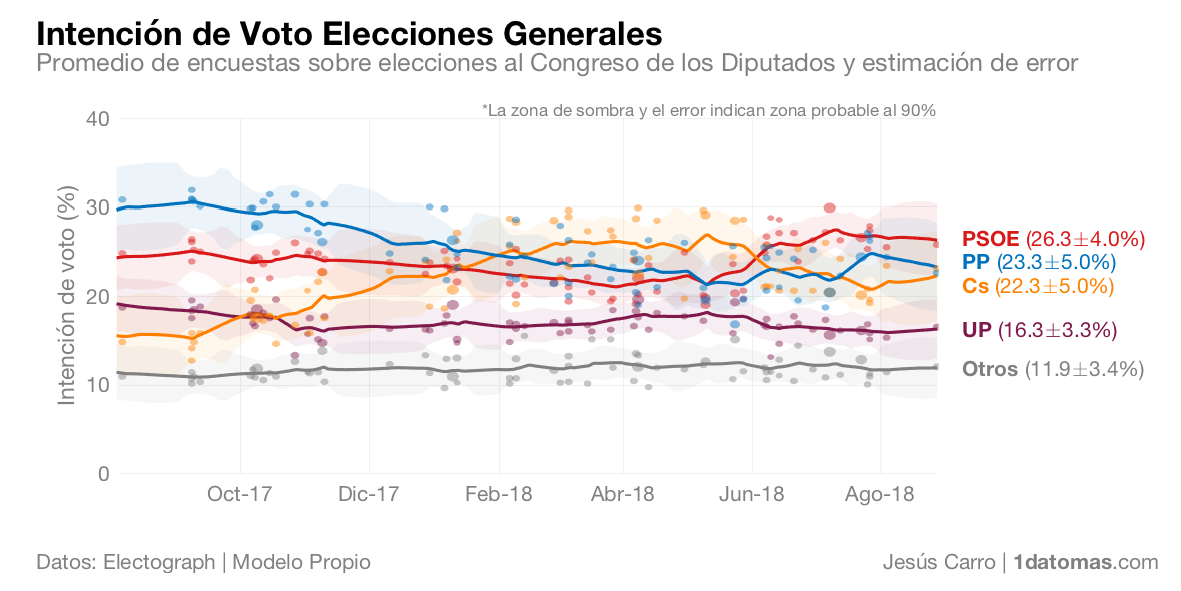 Intención de Voto Elecciones Generales
Promedio de encuestas sobre elecciones al Congreso de los Diputados y estimación de error
*La zona de sombra y el error indican zona probable al 90%
Intención de voto (%)
40
30
20
10
0
Oct-17
Dic-17
Feb-18
Abr-18
Jun-18
Ago-18
PSOE (26.3±4.0%)
PP (23.3±5.0%)
Cs (22.3±5.0%)
UP (16.3±3.3%)
Otros (11.9±3.4%)
Datos: Electograph | Modelo Propio
Jesús Carro | 1datomas.com